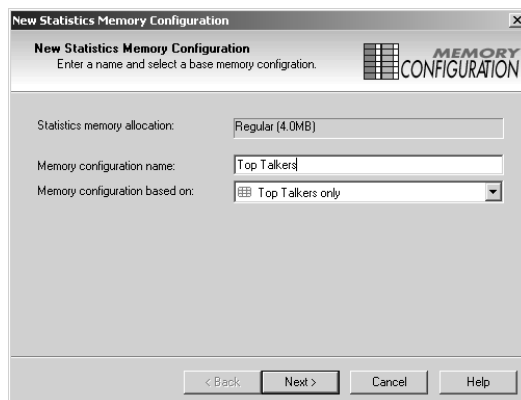 New Statistics Memory Configuration
New Statistics Memory Configuration
Enter a name and select a base memory configration.
MEMORY
CONFIGURATION
Statistics memory allocation:
Regular (4.0MB)
Memory configuration name:
Top Talkers
Memory configuration based on:
Top Talkers only
< Back
Next >
Cancel
Help